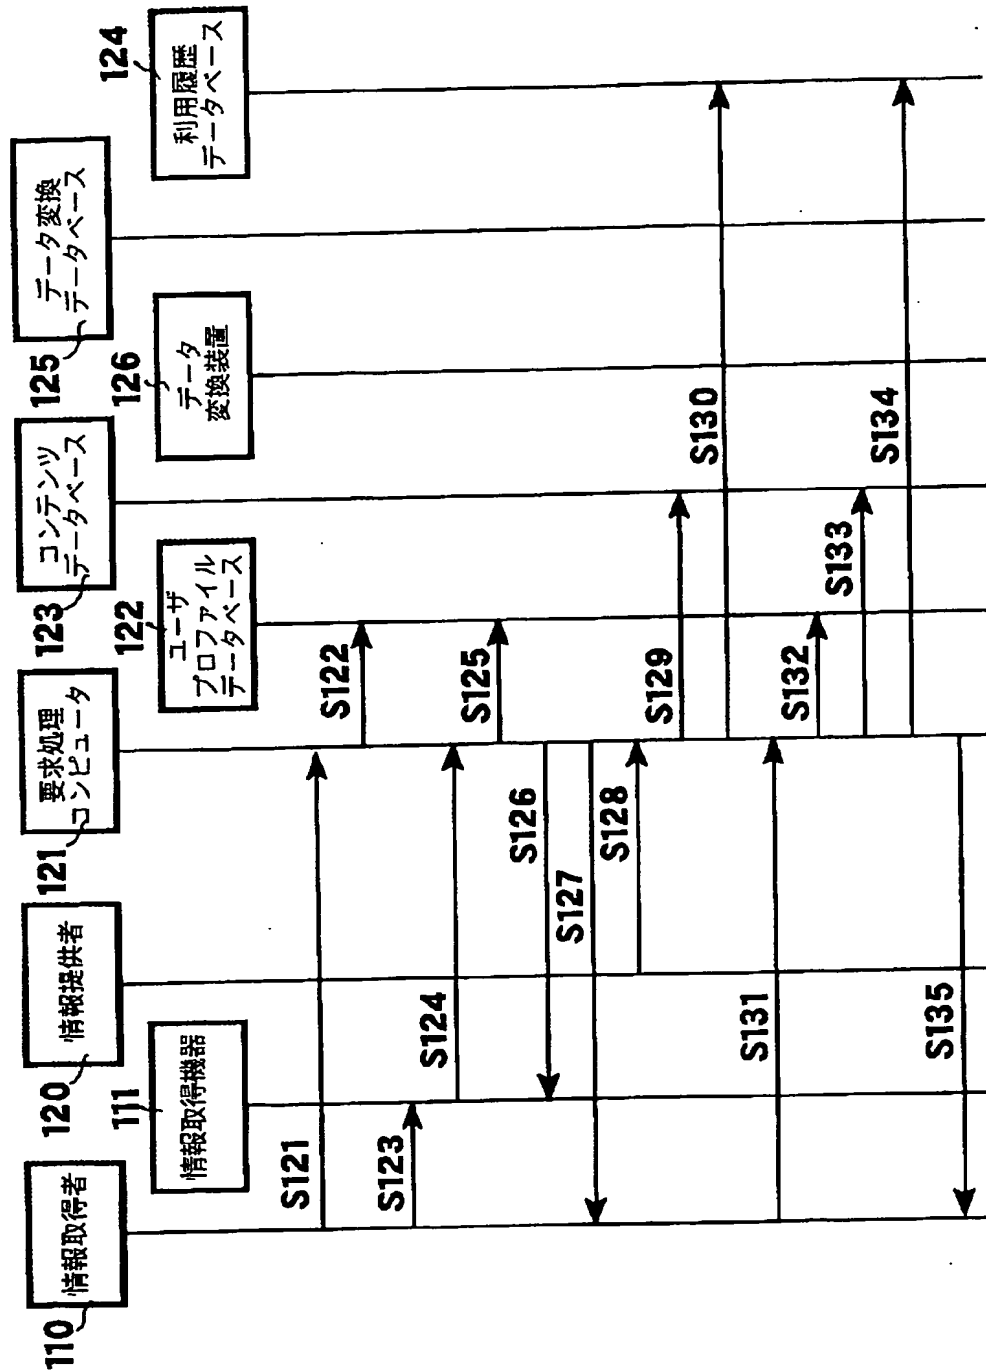 110
情報取得者
111
情報取得機器
120
情報提供者
121
要求処理
コンピュータ
122
ユーザ
プロファイル
データベース
123
コンテンツ
データベース
126
データ
変換装置
125
データ変換
データベース
124
利用履歴
データベース
S121
S122
S123
S124
S125
S126
S127
S128
S129
S130
S131
S132
S133
S134
S135